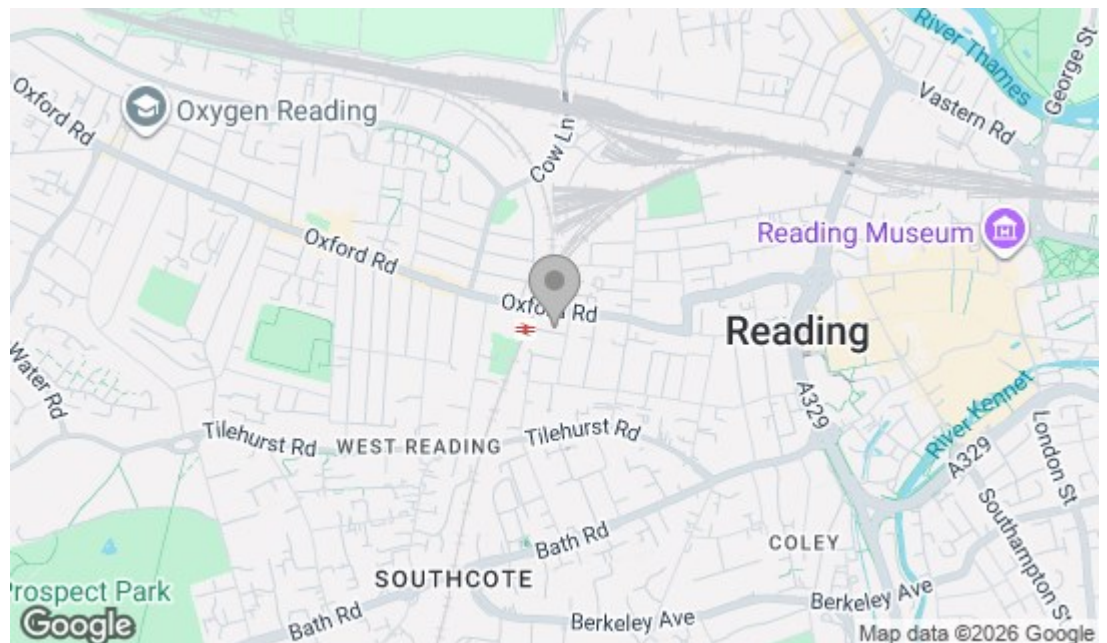 River Thames
George St
Oxford Rd
Oxygen Reading
Vastern Rd
Cow Ln
Reading Museum
Oxford Rd
Oxford Rd
Reading
Water Rd
A329
River Kennet
Tilehurst Rd
WEST READING
Tilehurst Rd
A329
London St
Southampton St
Bath Rd
COLEY
SOUTHCOTE
Prospect Park
Bath Rd
Berkeley Ave
Berkeley Ave
Google
Map data ©2026 Google